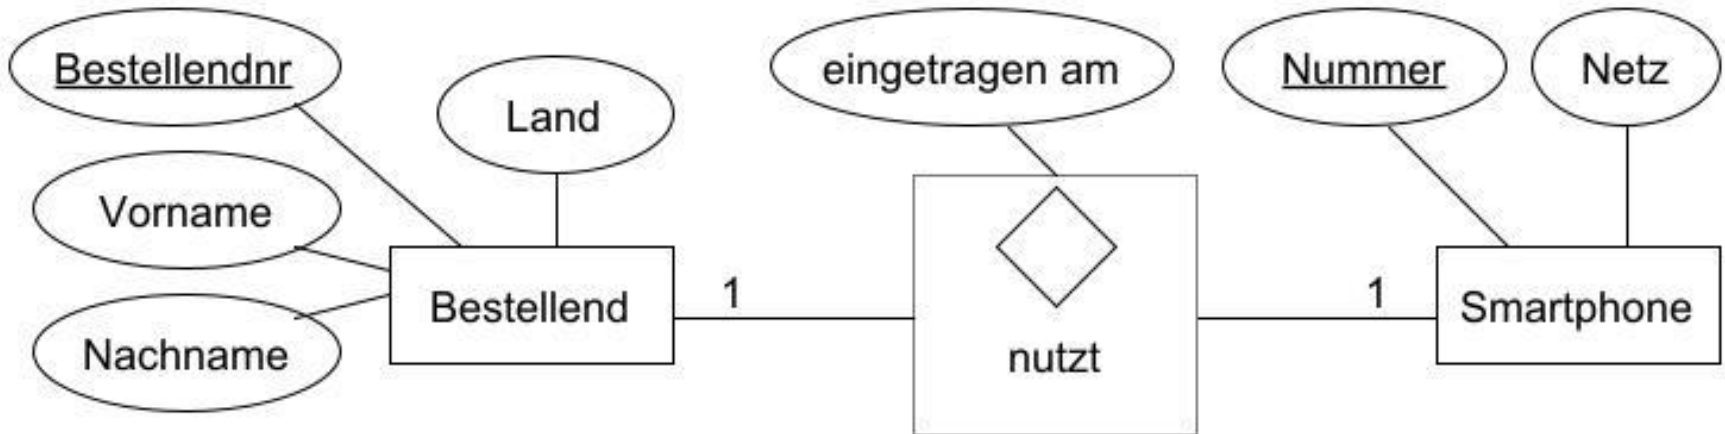 Bestellendnr
Land
eingetragen am
Nummer
Netz
Vorname
Nachname
Bestellend
1
nutzt
1
Smartphone